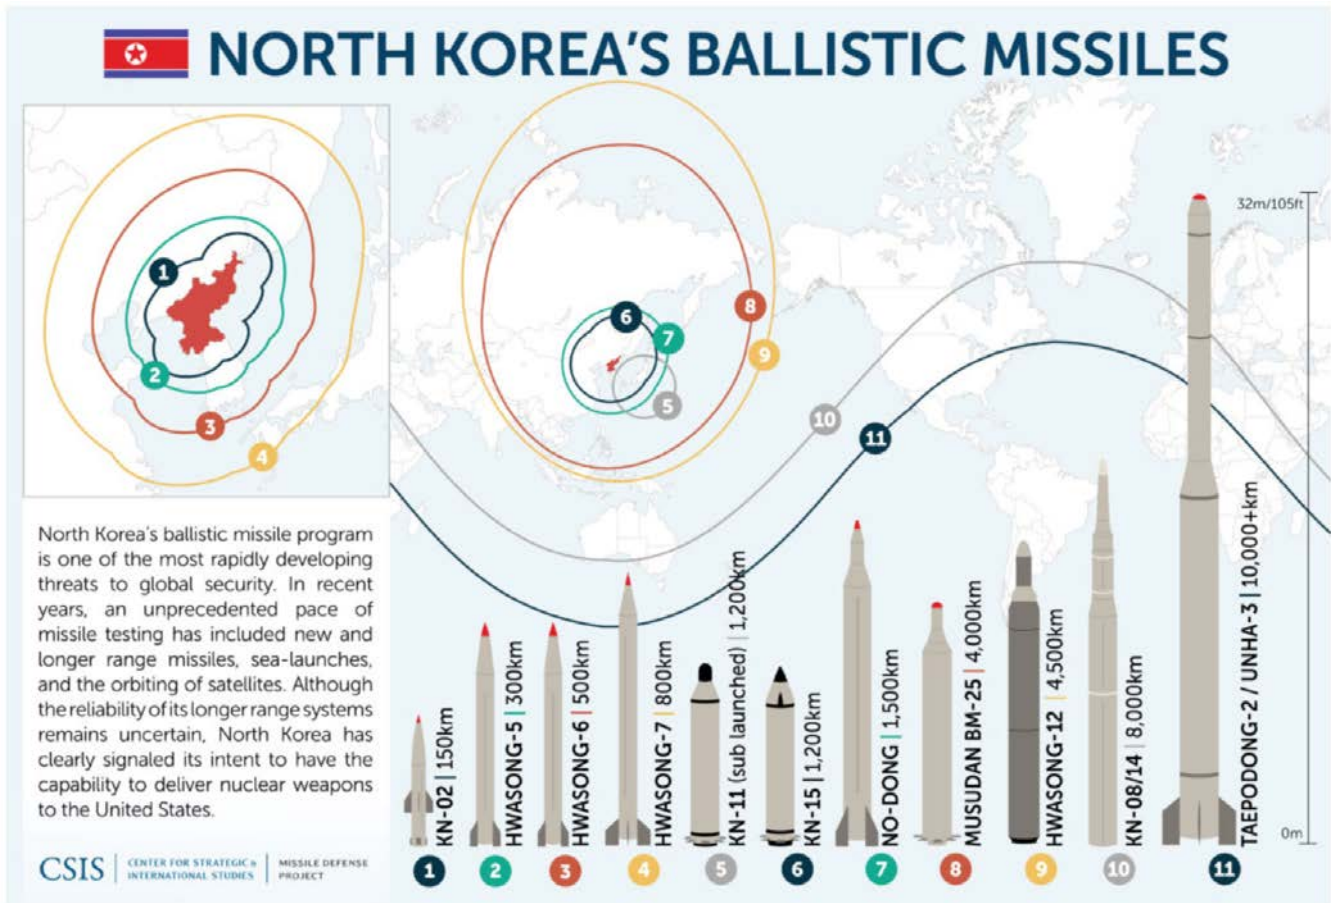 NORTH KOREA'S BALLISTIC MISSILES
1
2
3
4
6
8
7
9
5
10
11
32m/105ft
0m
North Korea's ballistic missile program
is one of the most rapidly developing
threats to global security. In recent
years, an unprecedented pace of
missile testing has included new and
longer range missiles, sea-launches,
and the orbiting of satellites. Although
the reliability of its longer range systems
remains uncertain, North Korea has
clearly signaled its intent to have the
capability to deliver nuclear weapons
to the United States.
CSIS | CENTER FOR STRATEGIC &
INTERNATIONAL STUDIES | MISSILE DEFENSE
PROJECT
KN-02 | 150km
HWASONG-5 | 300km
HWASONG-6 | 500km
HWASONG-7 | 800km
KN-11 (sub launched) | 1,200km
KN-15 | 1,200km
NO-DONG | 1,500km
MUSUDAN BM-25 | 4,000km
HWASONG-12 | 4,500km
KN-08/14 | 8,000km
TAEPODONG-2 / UNHA-3 | 10,000+km
1
2
3
4
5
6
7
8
9
10
11